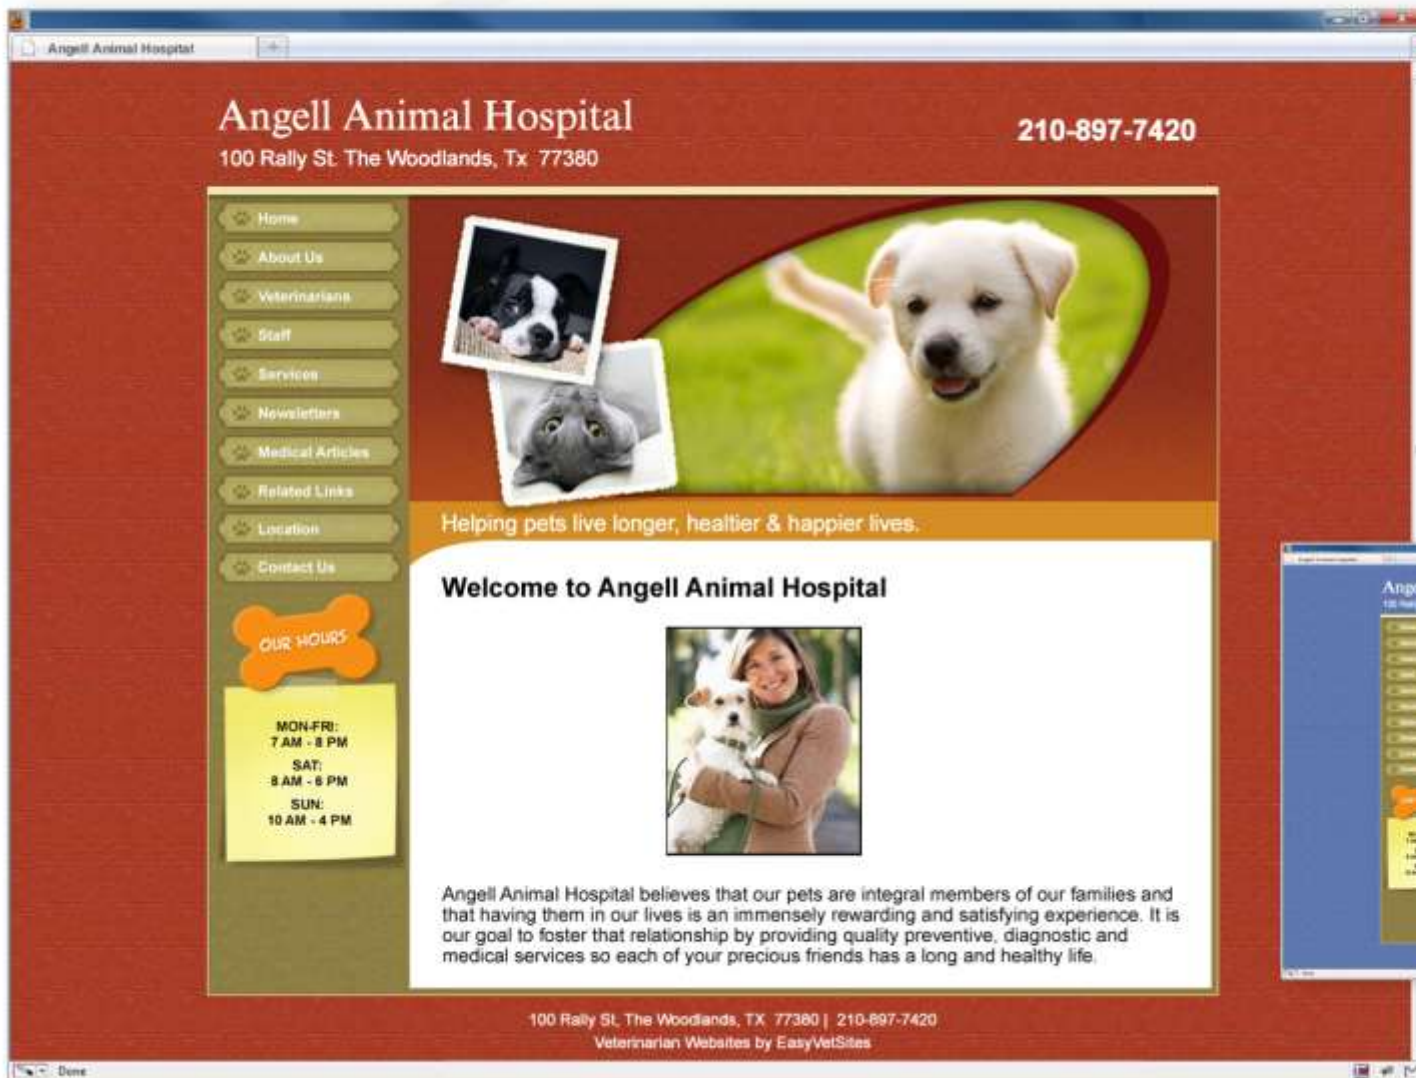 Angell Animal Hospital
Angell Animal Hospital
100 Rally St. The Woodlands, Tx  77380
210-897-7420
Home
About Us
Veterinarians
Staff
Services
Newsletters
Medical Articles
Related Links
Location
Contact Us
OUR HOURS
MON-FRI:
7 AM - 8 PM
SAT:
8 AM - 6 PM
SUN:
10 AM - 4 PM
Helping pets live longer, healtier & happier lives.
Welcome to Angell Animal Hospital
Angell Animal Hospital believes that our pets are integral members of our families and
that having them in our lives is an immensely rewarding and satisfying experience. It is
our goal to foster that relationship by providing quality preventive, diagnostic and
medical services so each of your precious friends has a long and healthy life.
100 Rally St, The Woodlands, TX  77380 |  210-897-7420
Veterinarian Websites by EasyVetSites
Done